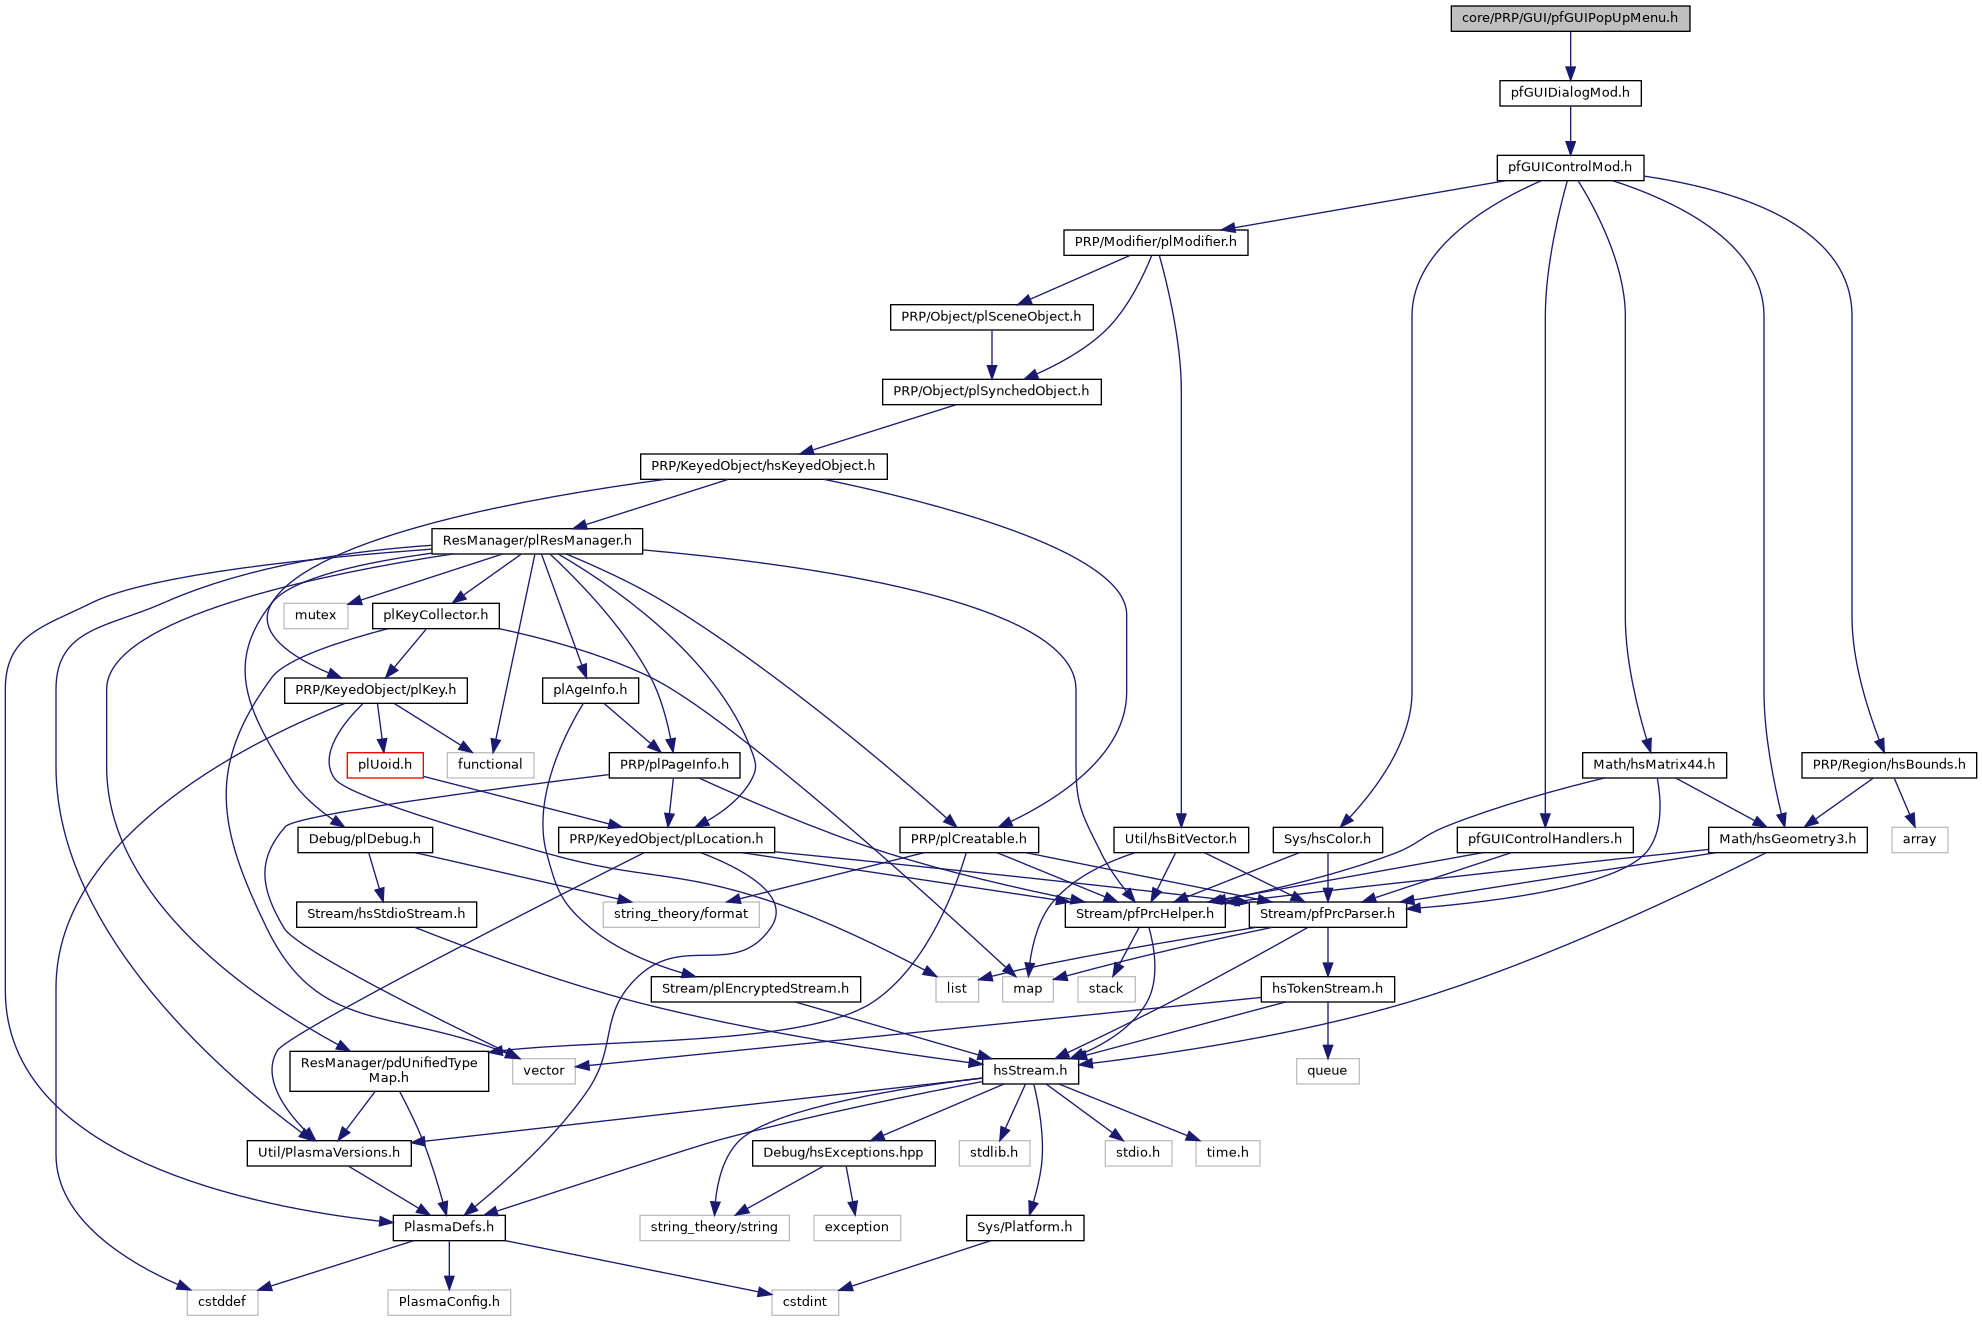 core/PRP/GUI/pfGUIPopUpMenu.h
pfGUIDialogMod.h
pfGUIControlMod.h
PRP/Modifier/plModifier.h
PRP/Object/plSceneObject.h
PRP/Object/plSynchedObject.h
PRP/KeyedObject/hsKeyedObject.h
ResManager/plResManager.h
mutex
plKeyCollector.h
PRP/KeyedObject/plKey.h
plAgeInfo.h
plUoid.h
functional
PRP/plPageInfo.h
Math/hsMatrix44.h
PRP/Region/hsBounds.h
Debug/plDebug.h
PRP/KeyedObject/plLocation.h
PRP/plCreatable.h
Util/hsBitVector.h
Sys/hsColor.h
pfGUIControlHandlers.h
Math/hsGeometry3.h
array
Stream/hsStdioStream.h
string_theory/format
Stream/pfPrcHelper.h
Stream/pfPrcParser.h
Stream/plEncryptedStream.h
list
map
stack
hsTokenStream.h
ResManager/pdUnifiedType
Map.h
vector
hsStream.h
queue
Util/PlasmaVersions.h
Debug/hsExceptions.hpp
stdlib.h
stdio.h
time.h
PlasmaDefs.h
string_theory/string
exception
Sys/Platform.h
cstddef
PlasmaConfig.h
cstdint